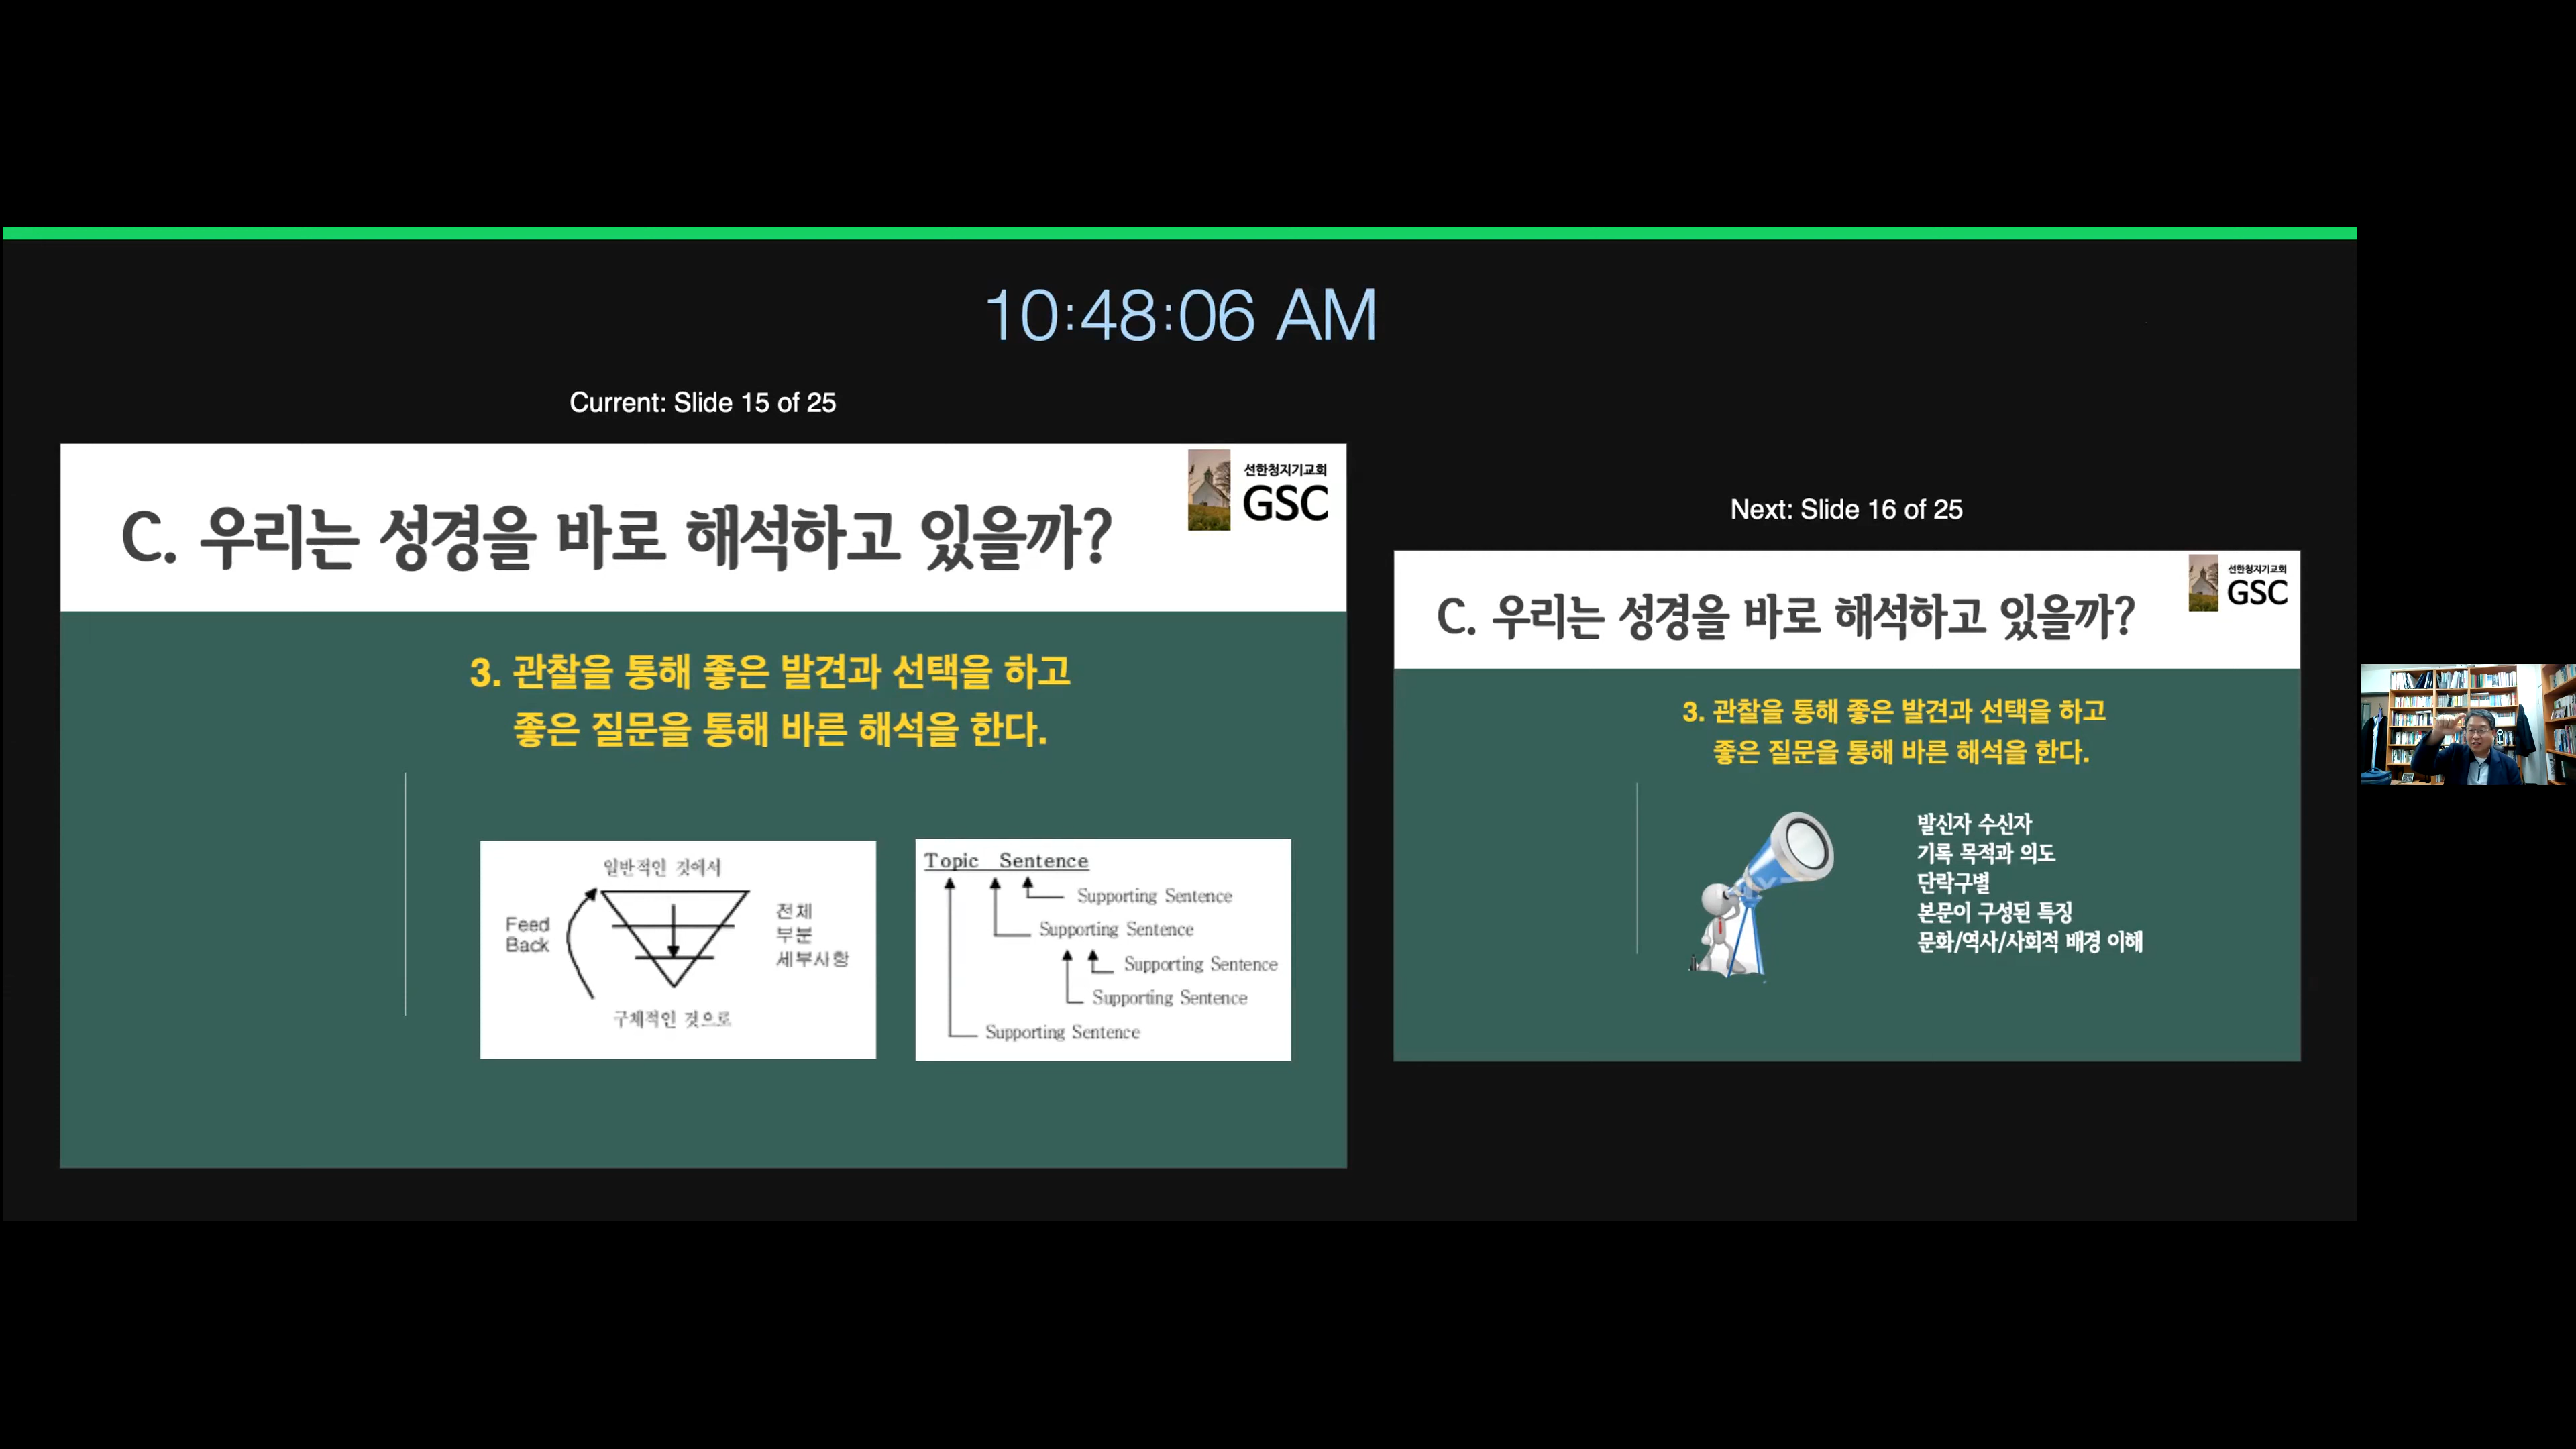 10:48:06 AM
Current: Slide 15 of 25
선한청지기교회
GSC
C. 우리는 성경을 바로 해석하고 있을까?
3. 관찰을 통해 좋은 발견과 선택을 하고
좋은 질문을 통해 바른 해석을 한다.
일반적인 것에서
Feed
Back
전체
부분
세부사항
구체적인 것으로
Topic Sentence
Supporting Sentence
Supporting Sentence
Supporting Sentence
Supporting Sentence
Supporting Sentence
Next: Slide 16 of 25
선한청지기교회
GSC
C. 우리는 성경을 바로 해석하고 있을까?
3. 관찰을 통해 좋은 발견과 선택을 하고
좋은 질문을 통해 바른 해석을 한다.
발신자 수신자
기록 목적과 의도
단락구별
본문이 구성된 특징
문화/역사/사회적 배경 이해